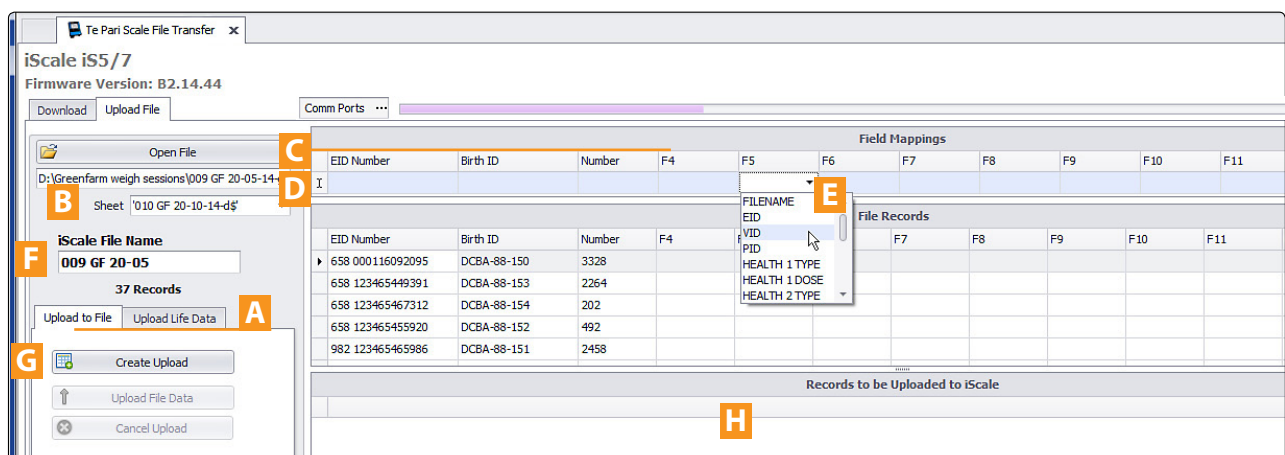 Te Pari Scale File Transfer x
iScale iS5/7
Firmware Version: B2.14.44
Download Upload File Comm Ports ...
Field Mappings
Open File C EID Number Birth ID Number F4 F5 F6 F7 F8 F9 F10 F11
D:\Greenfarm weigh sessions\009 GF 20-05-14- D
B E
Sheet '010 GF 20-10-14-d$'
FILENAME
EID
VID
PID
HEALTH 1 TYPE
HEALTH 1 DOSE
HEALTH 2 TYPE
File Records
iScale File Name
F 009 GF 20-05
37 Records
EID Number Birth ID Number F4 F7 F8 F9 F10 F11
658 000116092095 DCBA-88-150 3328
658 123465449391 DCBA-88-153 2264
658 123465467312 DCBA-88-154 202
658 123465455920 DCBA-88-152 492
982 123465465986 DCBA-88-151 2458
Upload to File Upload Life Data A
G Create Upload
Upload File Data
Cancel Upload
Records to be Uploaded to iScale
H